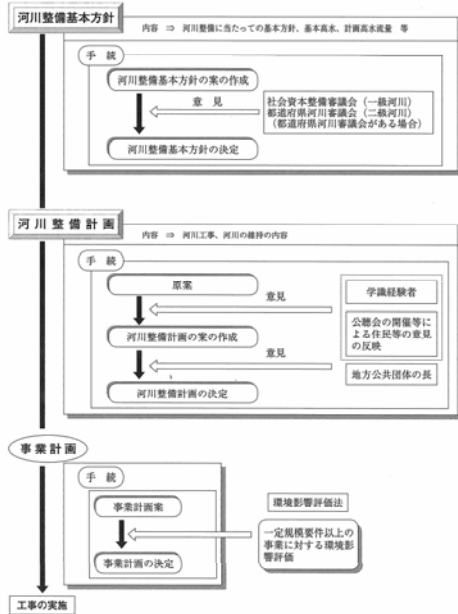 河川整備基本方針
内容 ⇒ 河川整備に当たっての基本方針、基本高水、計画高水流量 等
手続
河川整備基本方針の案の作成
意見
社会資本整備審議会（一級河川）
都道府県河川審議会（二級河川）
（都道府県河川審議会がある場合）
河川整備基本方針の決定
河川整備計画
内容 ⇒ 河川工事、河川の維持の内容
手続
原案
意見
学識経験者
公聴会の開催等に
よる住民等の意見
の反映
河川整備計画の案の作成
意見
地方公共団体の長
河川整備計画の決定
事業計画
手続
事業計画案
環境影響評価法
一定規模要件以上の
事業に対する環境影
響評価
事業計画の決定
工事の実施